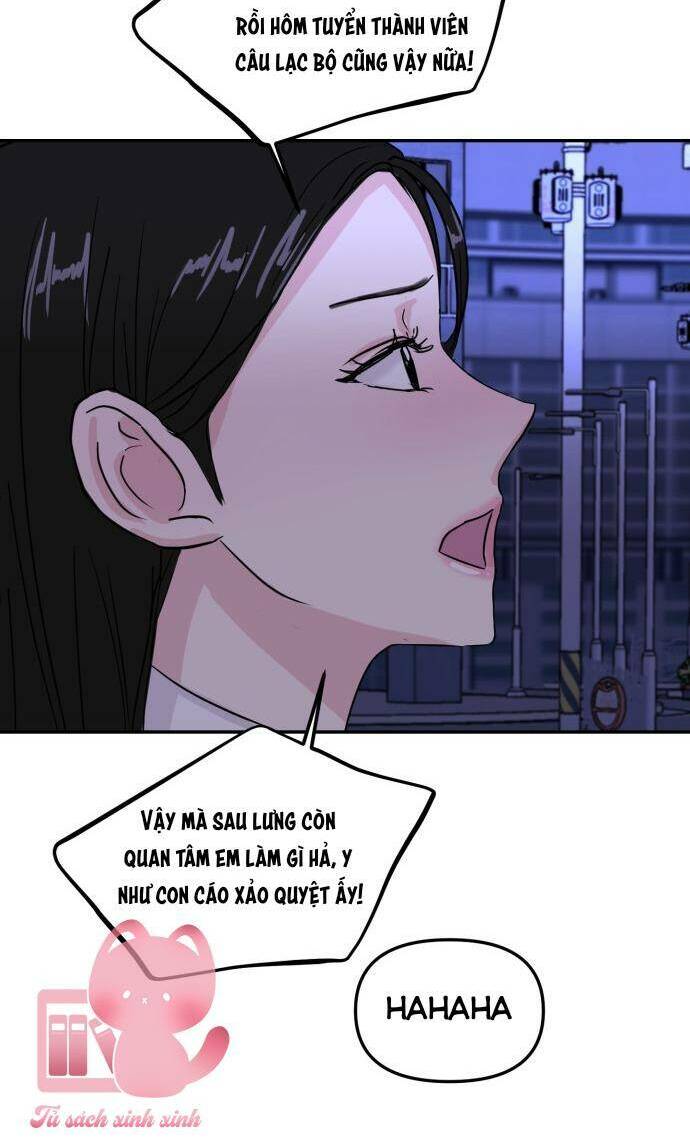 RỒI HÔM TUYỂN THÀNH VIÊN
CÂU LẠC BỘ CŨNG VẬY NỮA!
VẬY MÀ SAU LƯNG CÒN
QUAN TÂM EM LÀM GÌ HẢ, Y
NHƯ CON CÁO XẢO QUYỆT ẤY!
HAHAHA
Tủ sách xinh xinh